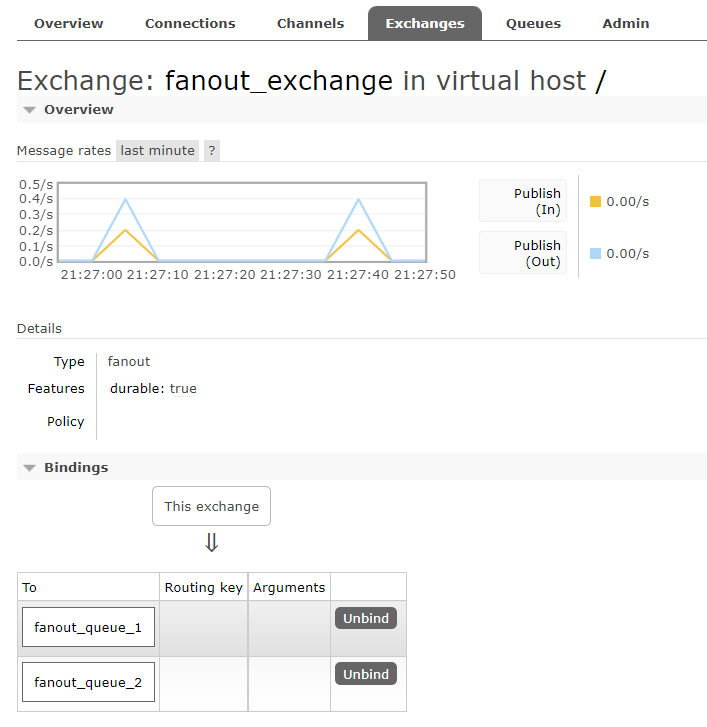 Overview Connections Channels Exchanges Queues Admin
Exchange: fanout_exchange in virtual host /
Overview
Message rates last minute ?
0.5/s
0.4/s
0.3/s
0.2/s
0.1/s
0.0/s
21:27:00 21:27:10 21:27:20 21:27:30 21:27:40 21:27:50
Publish
(In)
0.00/s
Publish
(Out)
0.00/s
Details
Type fanout
Features durable: true
Policy
Bindings
This exchange
⇓
To Routing key Arguments
fanout_queue_1 Unbind
fanout_queue_2 Unbind